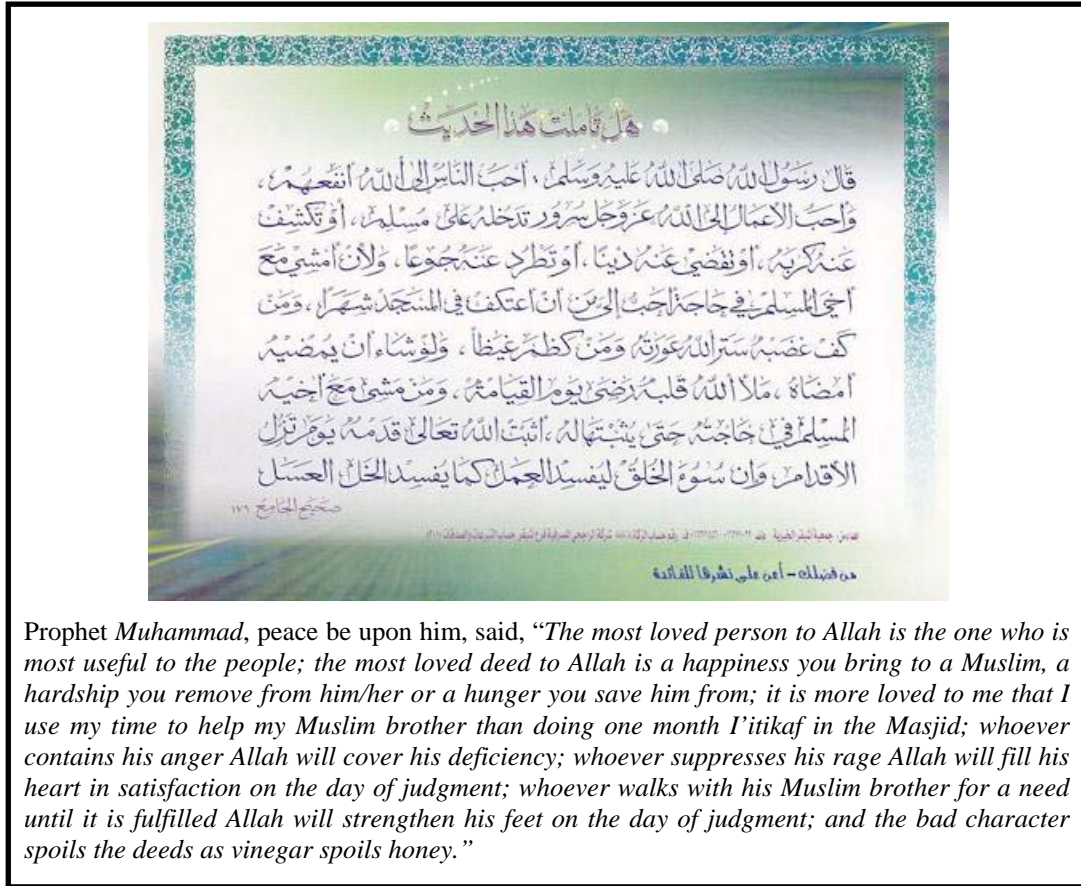 هل تأملت هذا الحديث
قال رسول الله صلى الله عليه وسلم : أحب الناس إلى الله أنفعهم ،
وأحب الأعمال إلى الله عز وجل سرور تدخله على مسلم ، أو تكشف
عنه كربة ، أو تقضي عنه دينا ، أو تطرد عنه جوعا ، ولأن أمشي مع
أخي المسلم في حاجة أحب إلي من أن أعتكف في المسجد شهرا ، ومن
كف غضبه ستر الله عورته ومن كظم غيظا ، ولو شاء أن يمضيه
أمضاه ، ملأ الله قلبه رضى يوم القيامة ، ومن مشى مع أخيه
المسلم في حاجته حتى يثبتها له ، أثبت الله تعالى قدمه يوم تزل
الأقدام ، وإن سوء الخلق ليفسد العمل كما يفسد الخل العسل
صحيح الجامع ١٧٦
من فضلك - أعن على نشرها للفائدة
Prophet Muhammad, peace be upon him, said, “The most loved person to Allah is the one who is
most useful to the people; the most loved deed to Allah is a happiness you bring to a Muslim, a
hardship you remove from him/her or a hunger you save him from; it is more loved to me that I
use my time to help my Muslim brother than doing one month I’itikaf in the Masjid; whoever
contains his anger Allah will cover his deficiency; whoever suppresses his rage Allah will fill his
heart in satisfaction on the day of judgment; whoever walks with his Muslim brother for a need
until it is fulfilled Allah will strengthen his feet on the day of judgment; and the bad character
spoils the deeds as vinegar spoils honey.”